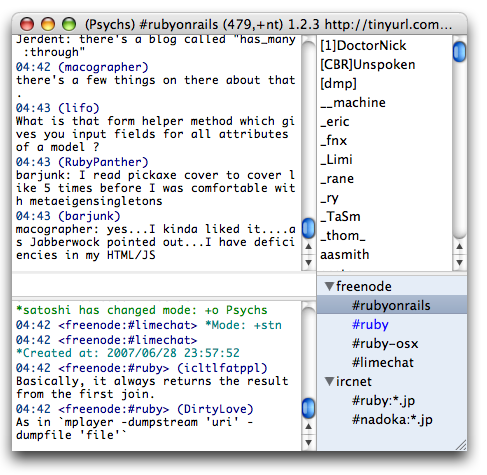 (Psychs) #rubyonrails (479,+nt) 1.2.3 http://tinyurl.com…
Jerdent: there's a blog called "has_many
:through"
04:42 (macographer)
there's a few things on there about that
.
04:43 (lifo)
What is that form helper method which gi
ves you input fields for all attributes
of a model ?
04:43 (RubyPanther)
barjunk: I read pickaxe cover to cover l
ike 5 times before I was comfortable wit
h metaeigensingletons
04:43 (barjunk)
macographer: yes...I kinda liked it....a
s Jabberwock pointed out...I have defici
encies in my HTML/JS
[1]DoctorNick
[CBR]Unspoken
[dmp]
__machine
_eric
_fnx
_Limi
_rane
_ry
_TaSm
_thom_
aasmith
*satoshi has changed mode: +o Psychs
04:42 <freenode:#limechat> *Mode: +stn
04:42 <freenode:#limechat>
*Created at: 2007/06/28 23:57:52
04:42 <freenode:#ruby> (icltlfatppl)
Basically, it always returns the result
from the first join.
04:42 <freenode:#ruby> (DirtyLove)
As in `mplayer -dumpstream 'uri' -
dumpfile 'file'`
freenode
#rubyonrails
#ruby
#ruby-osx
#limechat
ircnet
#ruby:*.jp
#nadoka:*.jp